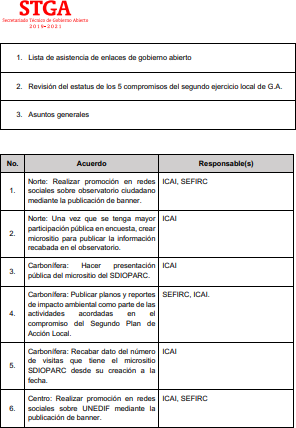 STGA
Secretariado Técnico de Gobierno Abierto
2019•2021
1. Lista de asistencia de enlaces de gobierno abierto
2. Revisión del estatus de los 5 compromisos del segundo ejercicio local de G.A.
3. Asuntos generales
No. Acuerdo Responsable(s)
1. Norte: Realizar promoción en redes
sociales sobre observatorio ciudadano
mediante la publicación de banner.
ICAI, SEFIRC
2. Norte: Una vez que se tenga mayor
participación pública en encuesta, crear
micrositio para publicar la información
recabada en el observatorio.
ICAI
3. Carbonífera: Hacer presentación
pública del micrositio del SDIOPARC.
ICAI
4. Carbonífera: Publicar planos y reportes
de impacto ambiental como parte de las
actividades acordadas en el
compromiso del Segundo Plan de
Acción Local.
SEFIRC, ICAI.
5. Carbonífera: Recabar dato del número
de visitas que tiene el micrositio
SDIOPARC desde su creación a la
fecha.
ICAI
6. Centro: Realizar promoción en redes
sociales sobre UNEDIF mediante la
publicación de banner.
ICAI, SEFIRC